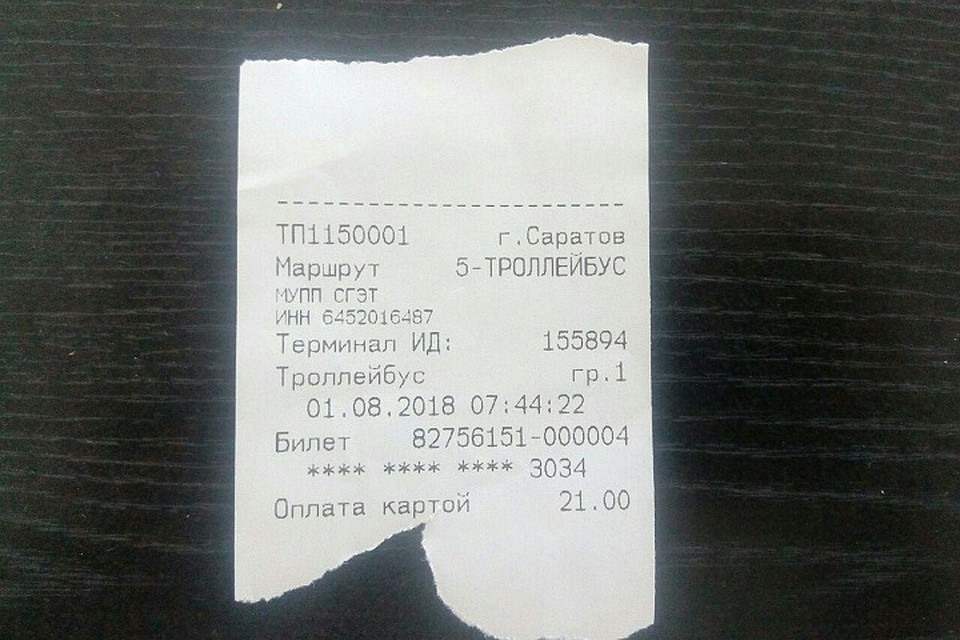 --------------------------------
ТП1150001 г.Саратов
Маршрут 5-ТРОЛЛЕЙБУС
МУПП СГЭТ
ИНН 6452016487
Терминал ИД: 155894
Троллейбус гр.1
01.08.2018 07:44:22
Билет 82756151-000004
**** **** **** 3034
Оплата картой 21.00